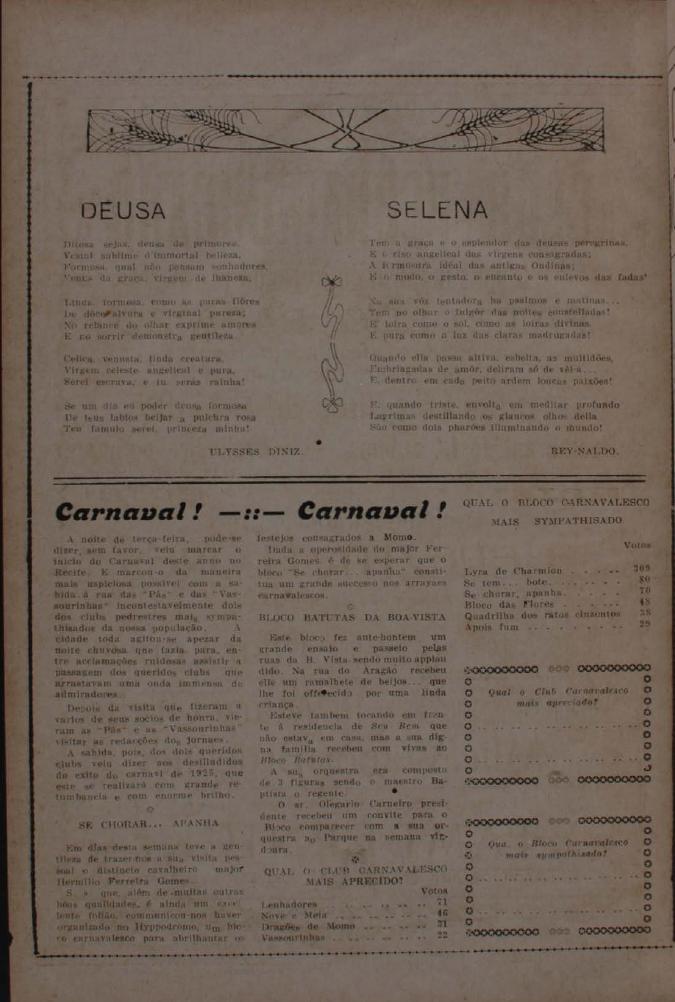 DEUSA
Ditosa sejas, deusa de primores,
Vestal sublime d'immortal belleza,
Formosa, qual não pensam sonhadores,
Venus da graça, virgem de lhaneza;
Linda, formosa, como as puras flôres
De dôce alvura e virginal pureza;
No relance do olhar exprime amores
E no sorrir demonstra gentileza.
Celica, venusta, linda creatura,
Virgem celeste angelical e pura,
Serei escravo, e tu serás rainha!
Se um dia eu poder deusa formosa
De teus labios beijar a pulchra rosa
Teu famulo serei, princeza minha!
ULYSSES DINIZ.
SELENA
Tem a graça e o esplendor das deusas peregrinas,
E o riso angelical das virgens consagradas;
A formosura idéal das antigas Ondinas;
E o modo, o gesto, o encanto e os enlevos das fadas!
Na sua vóz tentadora ha psalmos e matinas...
Tem no olhar o fulgôr das noites constelladas!
E' loira como o sol, como as loiras divinas.
E pura como a luz das claras madrugadas!
Quando ella passa altiva, esbelta, as multidões,
Embriagadas de amôr, deliram só de vêl-a...
E, dentro em cada peito ardem loucas paixões!
E, quando triste, envolta em meditar profundo
Lagrimas destillando os glaucos olhos della
São como dois pharóes illuminando o mundo!
REY-NALDO.
Carnaval! —::— Carnaval!
A noite de terça-feira, pode-se
dizer, sem favor, veiu marcar o
inicio do Carnaval deste anno no
Recife. E marcou-o da maneira
mais auspiciosa possivel com a sa-
hida á rua das "Pás" e das "Vas-
sourinhas" incontestavelmente dois
dos clubs pedrestres mais sympa-
thisados da nossa população. A
cidade toda agitou-se apezar da
noite chuvosa que fazia, para, en-
tre acclamações ruidosas assistir a
passagem dos queridos clubs que
arrastavam uma onda immensa de
admiradores.
Depois da visita que fizeram a
varios de seus socios de honra, vie-
ram as "Pás" e as "Vassourinhas"
visitar as redacções dos jornaes.
A sahida, pois, dos dois queridos
clubs veiu dizer aos desilludidos
do exito do carnaval de 1925, que
este se realizará com grande re-
tumbancia e com enorme brilho.
SE CHORAR... APANHA
Em dias desta semana teve a gen-
tileza de trazer-nos a sua visita pes-
soal o distincto cavalheiro major
Hermilio Ferreira Gomes.
S. s. que, além de muitas outras
bôas qualidades, é ainda um excel-
lente folião, communicou-nos haver
organizado no Hyppodromo, um blo-
co carnavalesco para abrilhantar os
festejos consagrados a Momo.
Dada a operosidade do major Fer-
reira Gomes, é de se esperar que o
bloco "Se chorar... apanha" consti-
tua um grande successo nos arrayaes
carnavalescos.
BLOCO BATUTAS DA BOA-VISTA
Este bloco fez ante-hontem um
grande ensaio e passeio pelas
ruas da B. Vista sendo muito applau
dido. Na rua do Aragão recebeu
elle um ramalhete de beijos... que
lhe foi offerecido por uma linda
criança.
Esteve tambem tocando em fren-
te á residencia de Seu Bem que
não estava em casa, mas a sua dig-
na familia recebeu com vivas ao
Bloco Batutas.
A sua orquestra era composta
de 3 figuras sendo o maestro Ba-
ptista o regente.
O sr. Olegario Carneiro presi-
dente recebeu um convite para o
Bloco comparecer com a sua or-
questra ao Parque na semana vin-
doura.
QUAL O CLUB CARNAVALESCO
MAIS APRECIDO?
Votos
Lenhadores .. .. .. .. 71
Nove e Meia .. .. .. .. 46
Dragões de Momo .. .. .. 31
Vassourinhas .. .. .. .. 22
QUAL O BLOCO CARNAVALESCO
MAIS SYMPATHISADO
Votos
Lyra de Charmion . . . . . 309
Se tem... bote. . . . . . . 80
Se chorar, apanha. . . . . . 70
Bloco das Flores . . . . . . 48
Quadrilha dos ratos cinzentos 38
Apois fum . . . . . . . . . 29
Qual o Club Carnavalesco
mais apreciado?
Qual o Bloco Carnavalesco
mais sympathisado?